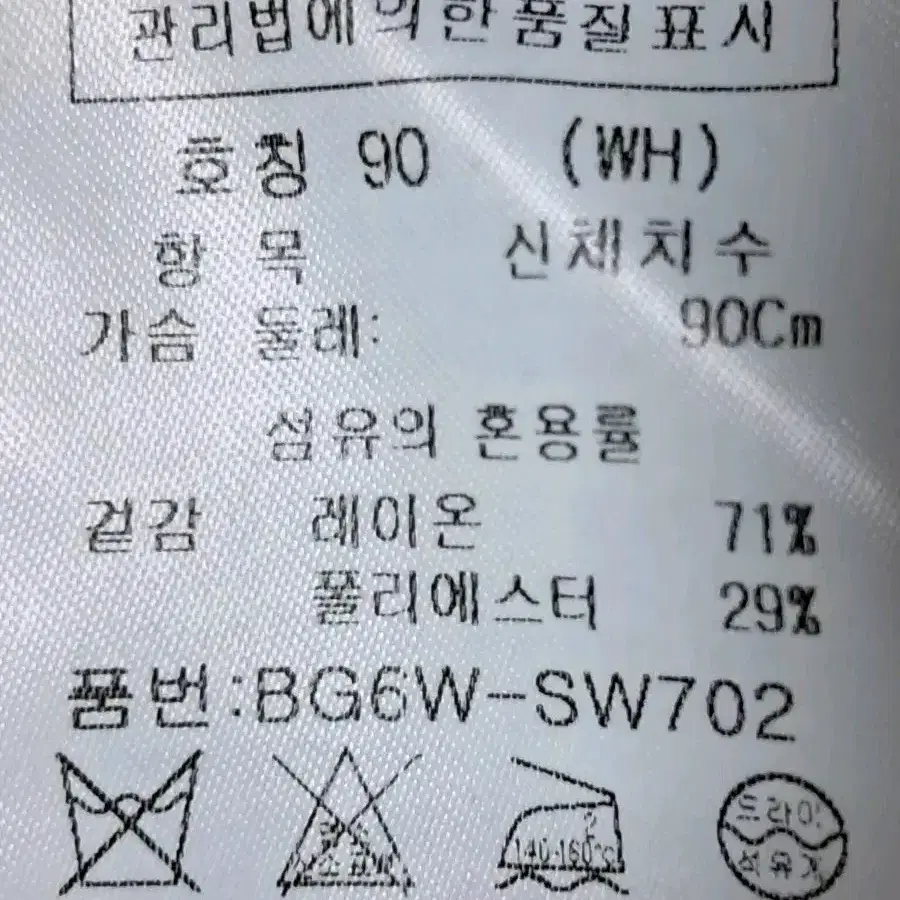 관리법에의한품질표시
호칭 90 (WH)
항 목 신체치수
가슴 둘레: 90Cm
섬유의 혼용률
겉감 레이온 71%
폴리에스터 29%
품번:BG6W-SW702
140-160℃
드라이
석유계